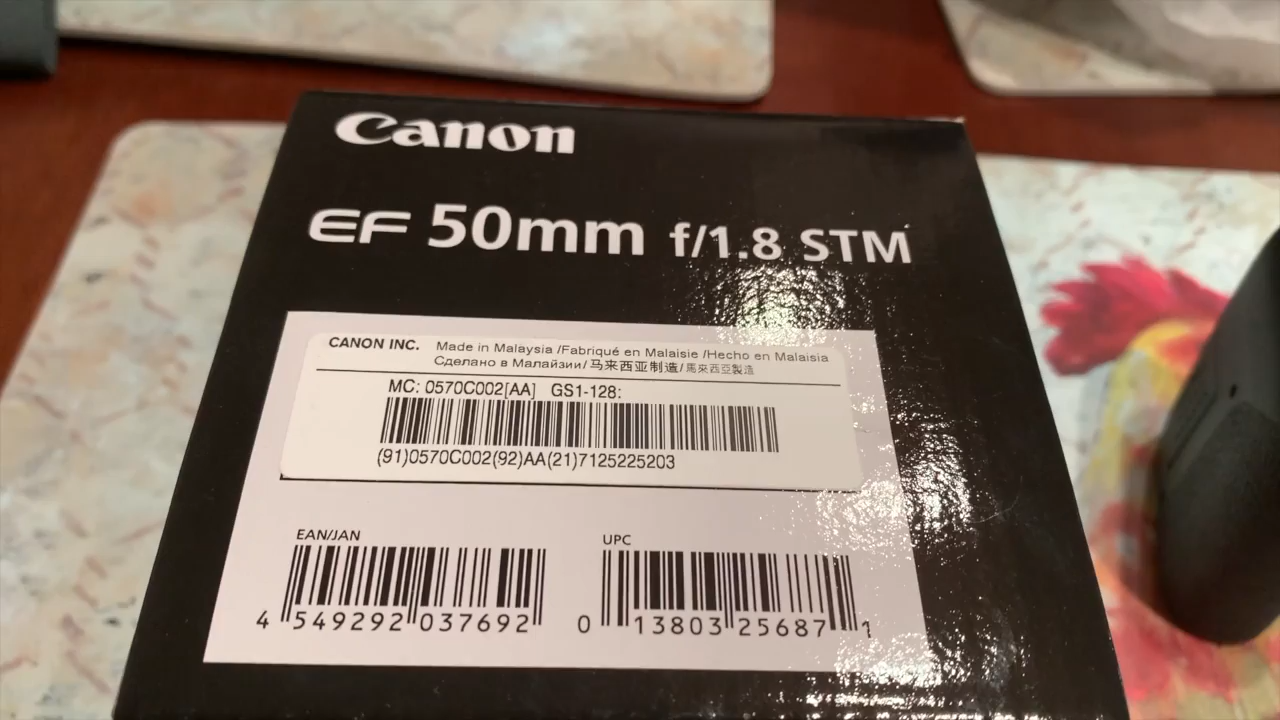 Canon
EF 50mm f/1.8 STM
CANON INC. Made in Malaysia /Fabriqué en Malaisie /Hecho en Malaisia
Сделано в Малайзии/ 马来西亚制造/ 馬來西亞製造
MC: 0570C002[AA] GS1-128:
(91)0570C002(92)AA(21)7125225203
EAN/JAN UPC
4 549292 037692 0 13803 25687 1